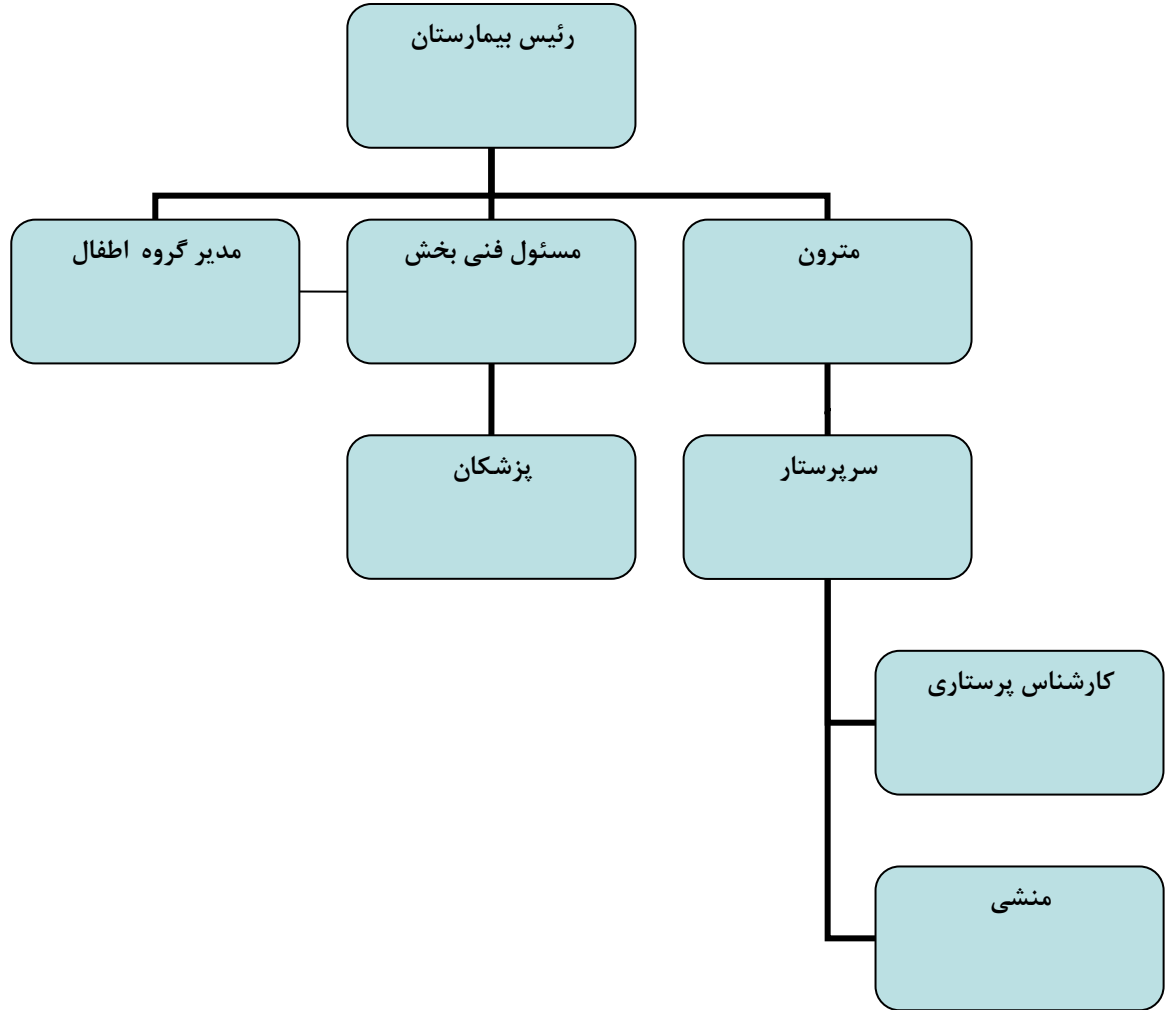 رئیس بیمارستان
مترون
مسئول فنی بخش
مدیر گروه اطفال
سرپرستار
پزشکان
کارشناس پرستاری
منشی